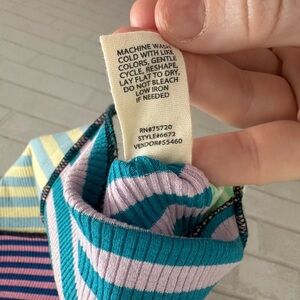 MACHINE WASH
COLD WITH LIKE
COLORS, GENTLE
CYCLE, RESHAPE,
LAY FLAT TO DRY,
DO NOT BLEACH
LOW IRON
IF NEEDED
RN#75720
STYLE#6672
VENDOR#55460